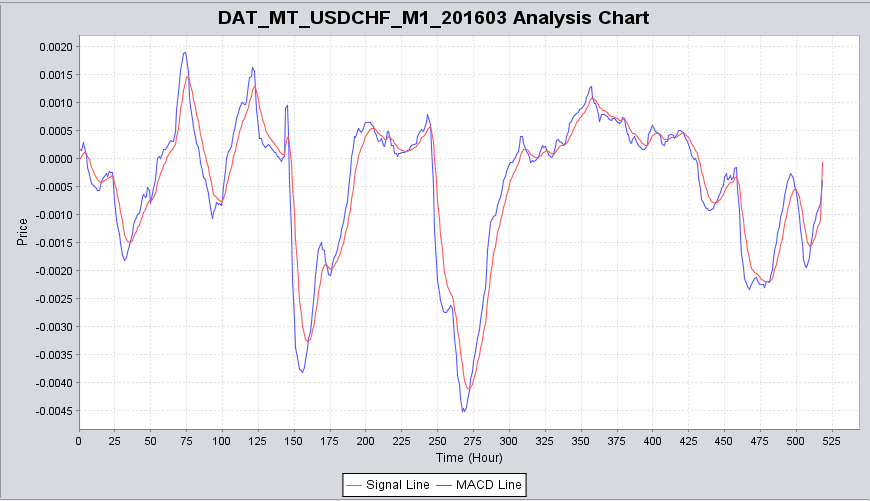 DAT_MT_USDCHF_M1_201603 Analysis Chart
Price
0.0020
0.0015
0.0010
0.0005
0.0000
-0.0005
-0.0010
-0.0015
-0.0020
-0.0025
-0.0030
-0.0035
-0.0040
-0.0045
0 25 50 75 100 125 150 175 200 225 250 275 300 325 350 375 400 425 450 475 500 525
Time (Hour)
Signal Line MACD Line